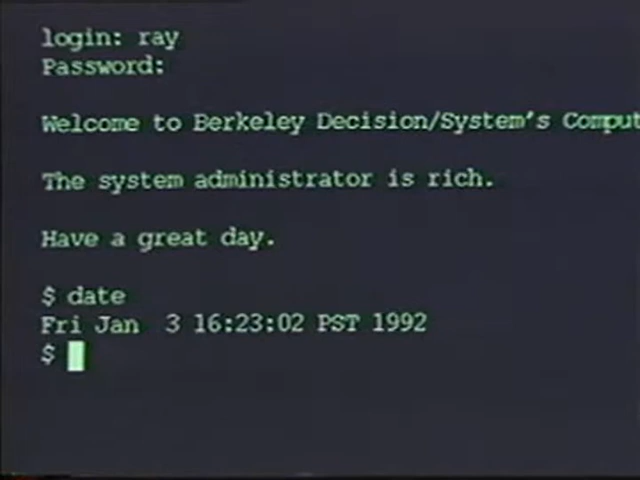 login: ray
Password:
Welcome to Berkeley Decision/System's Comput
The system administrator is rich.
Have a great day.
$ date
Fri Jan  3 16:23:02 PST 1992
$